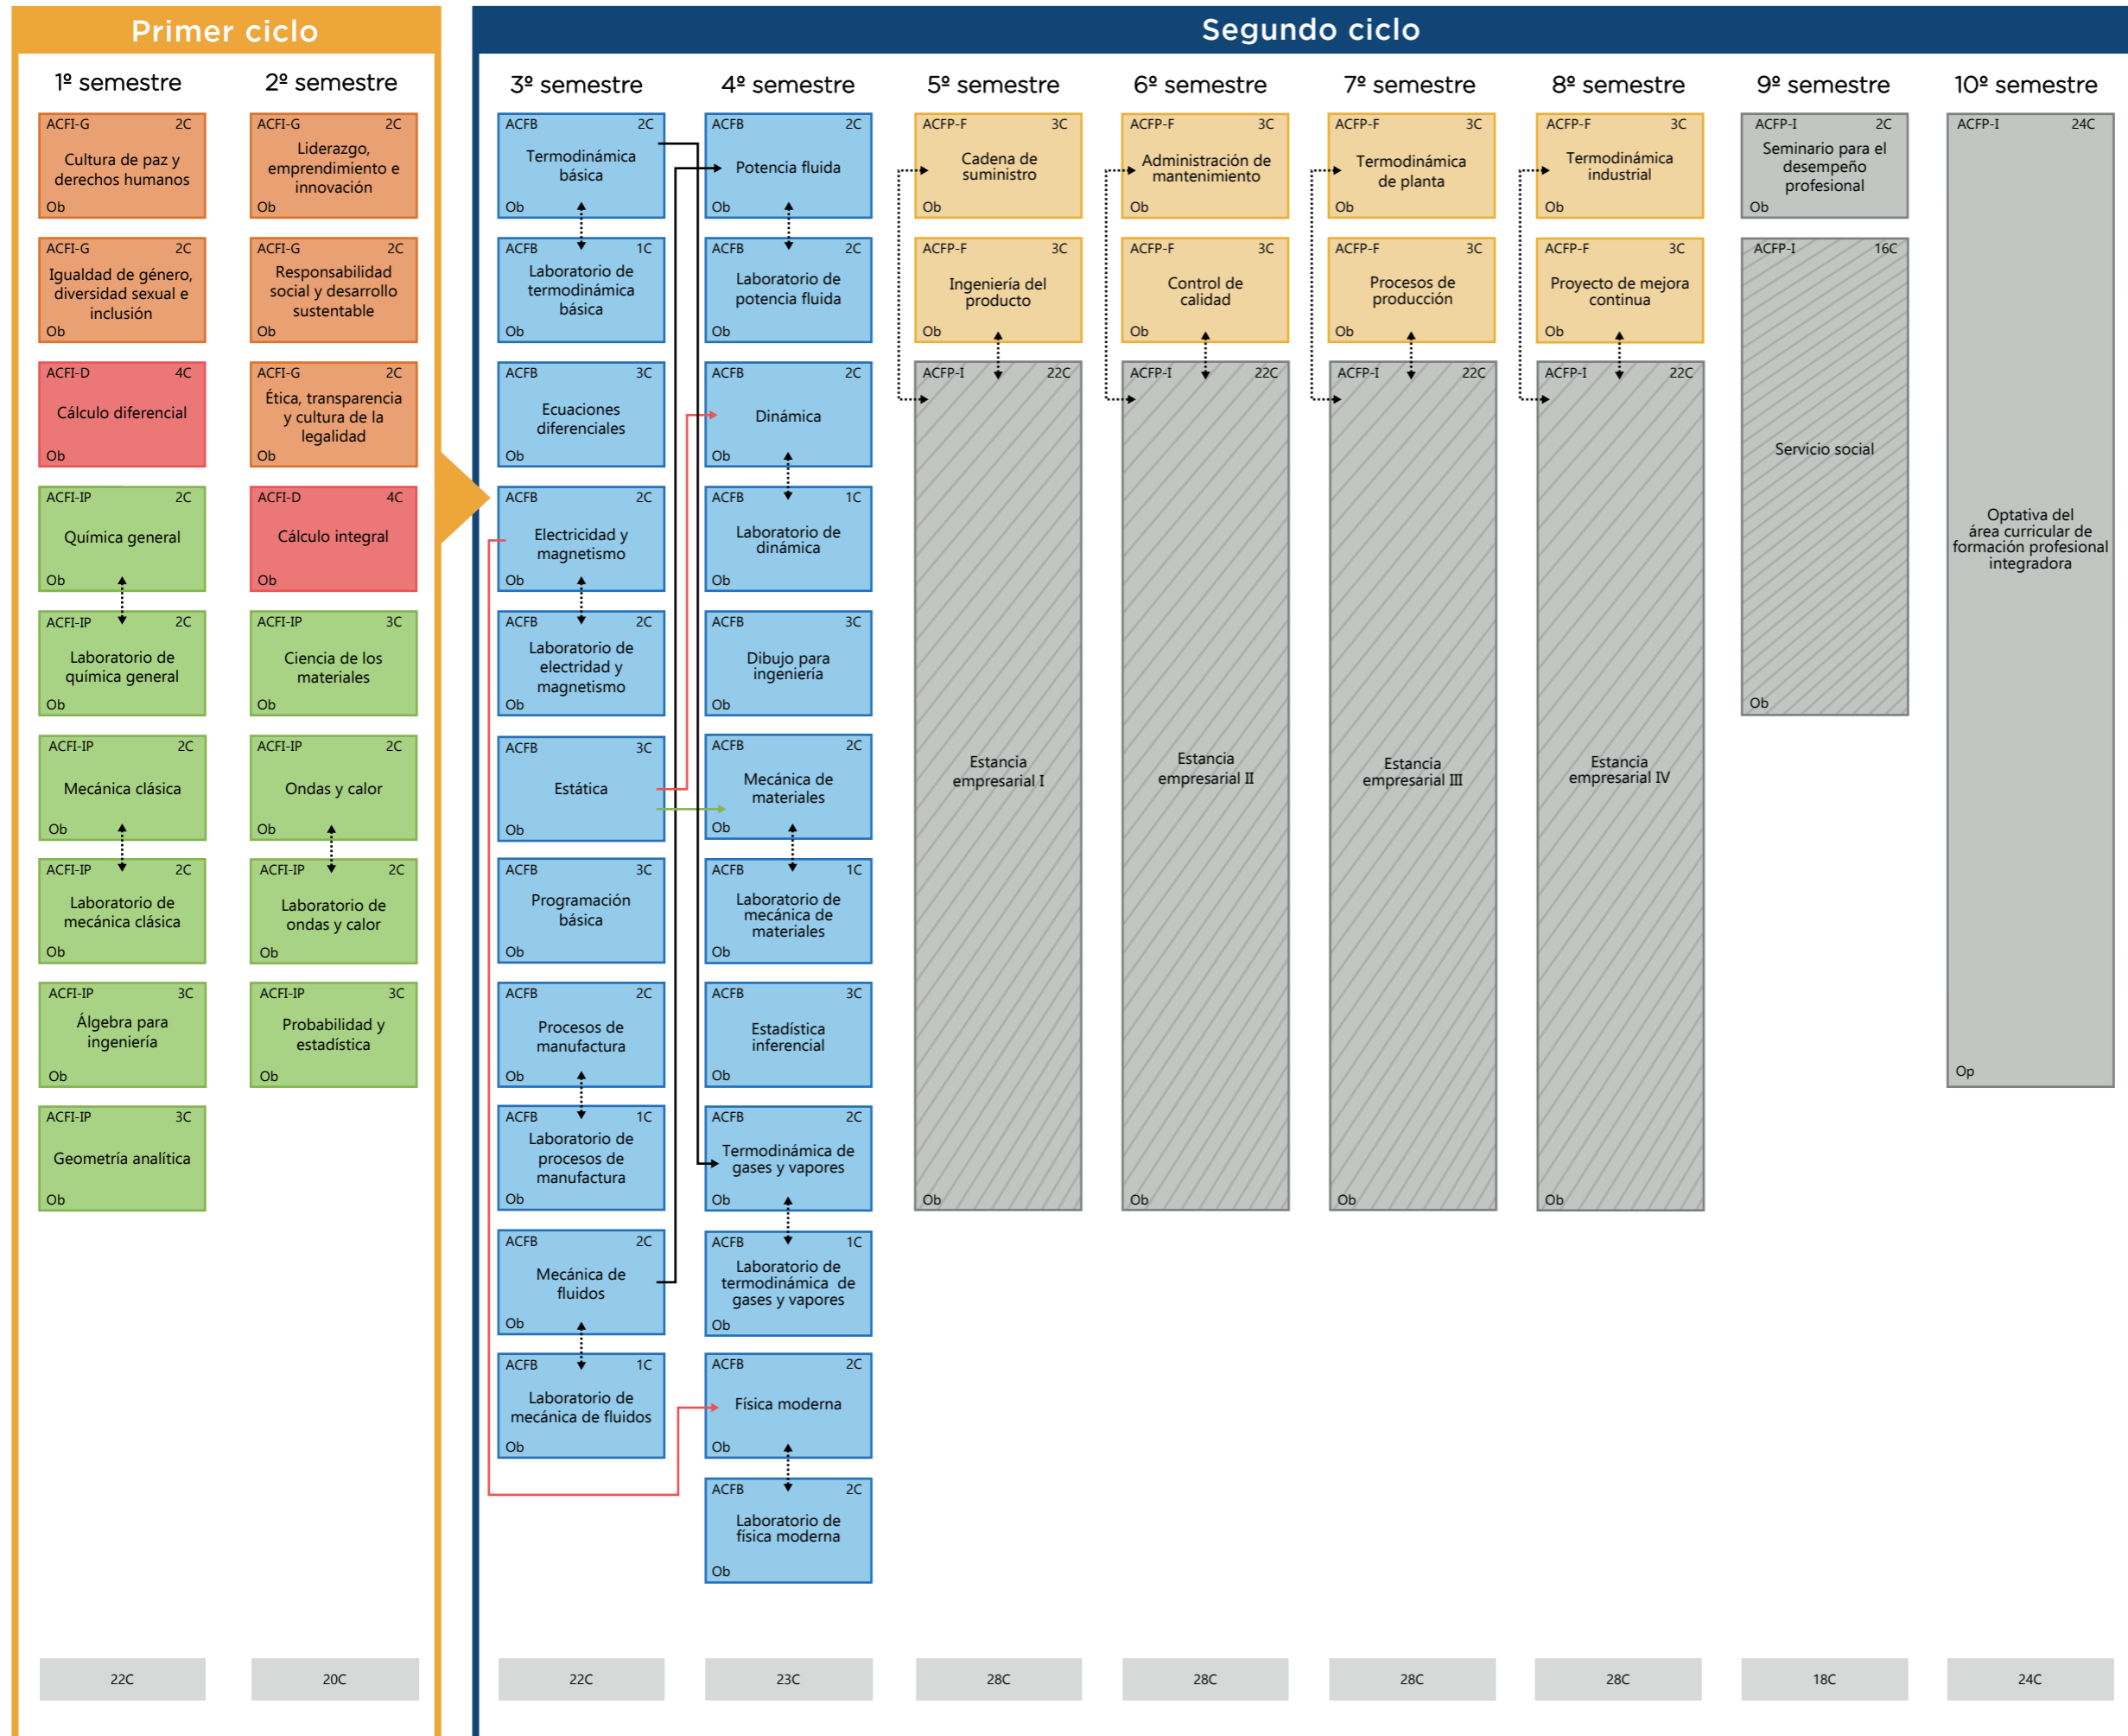 Primer ciclo
1º semestre
ACFI-G 2C
Cultura de paz y
derechos humanos
Ob
ACFI-G 2C
Igualdad de género,
diversidad sexual e
inclusión
Ob
ACFI-D 4C
Cálculo diferencial
Ob
ACFI-IP 2C
Química general
Ob
ACFI-IP 2C
Laboratorio de
química general
Ob
ACFI-IP 2C
Mecánica clásica
Ob
ACFI-IP 2C
Laboratorio de
mecánica clásica
Ob
ACFI-IP 3C
Álgebra para
ingeniería
Ob
ACFI-IP 3C
Geometría analítica
Ob
22C
2º semestre
ACFI-G 2C
Liderazgo,
emprendimiento e
innovación
Ob
ACFI-G 2C
Responsabilidad
social y desarrollo
sustentable
Ob
ACFI-G 2C
Ética, transparencia
y cultura de la
legalidad
Ob
ACFI-D 4C
Cálculo integral
Ob
ACFI-IP 3C
Ciencia de los
materiales
Ob
ACFI-IP 2C
Ondas y calor
Ob
ACFI-IP 2C
Laboratorio de
ondas y calor
Ob
ACFI-IP 3C
Probabilidad y
estadística
Ob
20C
Segundo ciclo
3º semestre
ACFB 2C
Termodinámica
básica
Ob
ACFB 1C
Laboratorio de
termodinámica
básica
Ob
ACFB 3C
Ecuaciones
diferenciales
Ob
ACFB 2C
Electricidad y
magnetismo
Ob
ACFB 2C
Laboratorio de
electridad y
magnetismo
Ob
ACFB 3C
Estática
Ob
ACFB 3C
Programación
básica
Ob
ACFB 2C
Procesos de
manufactura
Ob
ACFB 1C
Laboratorio de
procesos de
manufactura
Ob
ACFB 2C
Mecánica de
fluidos
Ob
ACFB 1C
Laboratorio de
mecánica de fluidos
Ob
22C
4º semestre
ACFB 2C
Potencia fluida
Ob
ACFB 2C
Laboratorio de
potencia fluida
Ob
ACFB 2C
Dinámica
Ob
ACFB 1C
Laboratorio de
dinámica
Ob
ACFB 3C
Dibujo para
ingeniería
Ob
ACFB 2C
Mecánica de
materiales
Ob
ACFB 1C
Laboratorio de
mecánica de
materiales
Ob
ACFB 3C
Estadística
inferencial
Ob
ACFB 2C
Termodinámica de
gases y vapores
Ob
ACFB 1C
Laboratorio de
termodinámica de
gases y vapores
Ob
ACFB 2C
Física moderna
Ob
ACFB 2C
Laboratorio de
física moderna
Ob
23C
5º semestre
ACFP-F 3C
Cadena de
suministro
Ob
ACFP-F 3C
Ingeniería del
producto
Ob
ACFP-I 22C
Estancia
empresarial I
Ob
28C
6º semestre
ACFP-F 3C
Administración de
mantenimiento
Ob
ACFP-F 3C
Control de
calidad
Ob
ACFP-I 22C
Estancia
empresarial II
Ob
28C
7º semestre
ACFP-F 3C
Termodinámica
de planta
Ob
ACFP-F 3C
Procesos de
producción
Ob
ACFP-I 22C
Estancia
empresarial III
Ob
28C
8º semestre
ACFP-F 3C
Termodinámica
industrial
Ob
ACFP-F 3C
Proyecto de mejora
continua
Ob
ACFP-I 22C
Estancia
empresarial IV
Ob
28C
9º semestre
ACFP-I 2C
Seminario para el
desempeño
profesional
Ob
ACFP-I 16C
Servicio social
Ob
18C
10º semestre
ACFP-I 24C
Optativa del
área curricular de
formación profesional
integradora
Op
24C